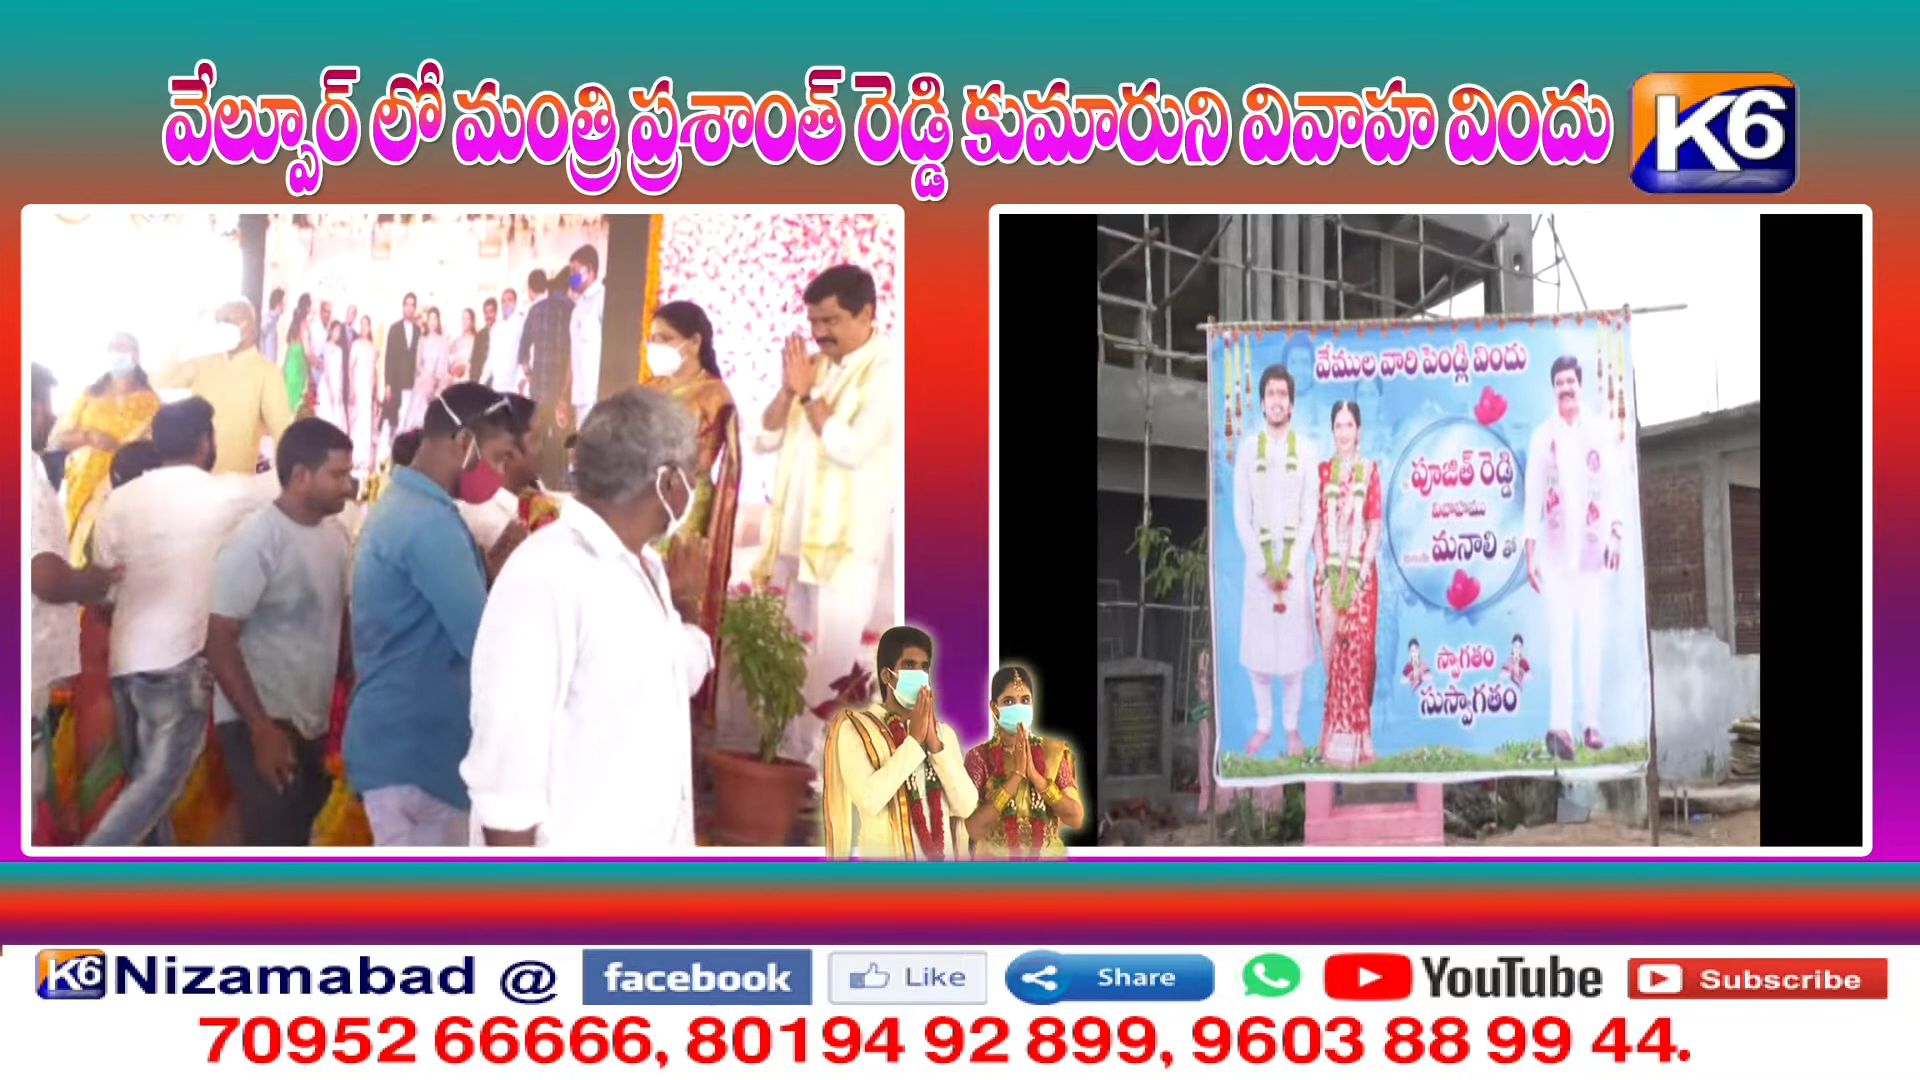 వేల్పూర్ లో మంత్రి ప్రశాంత్ రెడ్డి కుమారుని వివాహ విందు
K6
వేముల వారి పెండ్లి విందు
పూజిత్ రెడ్డి
వివాహము
మనాలి తో
స్వాగతం
సుస్వాగతం
K6 Nizamabad @ facebook Like Share YouTube Subscribe
70952 66666, 80194 92 899, 9603 88 99 44.